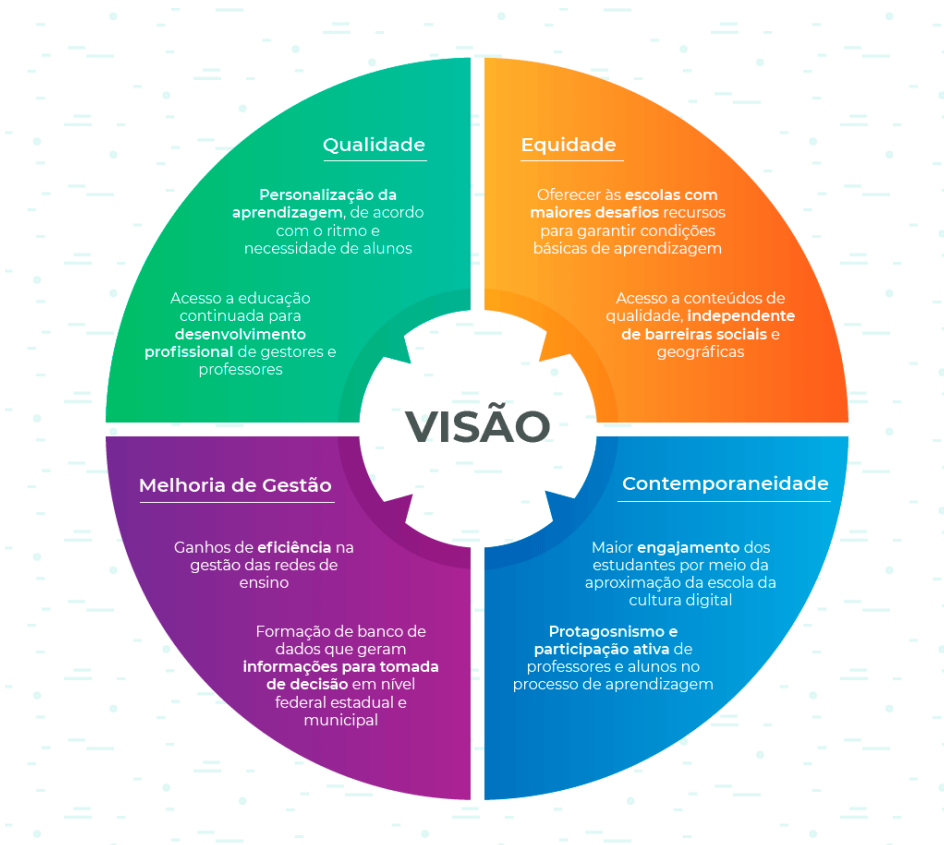 Qualidade
Personalização da
aprendizagem, de acordo
com o ritmo e
necessidade de alunos
Acesso a educação
continuada para
desenvolvimento
profissional de gestores e
professores
Equidade
Oferecer às escolas com
maiores desafios recursos
para garantir condições
básicas de aprendizagem
Acesso a conteúdos de
qualidade, independente
de barreiras sociais e
geográficas
VISÃO
Melhoria de Gestão
Ganhos de eficiência na
gestão das redes de
ensino
Formação de banco de
dados que geram
informações para tomada
de decisão em nível
federal estadual e
municipal
Contemporaneidade
Maior engajamento dos
estudantes por meio da
aproximação da escola da
cultura digital
Protagosnismo e
participação ativa de
professores e alunos no
processo de aprendizagem